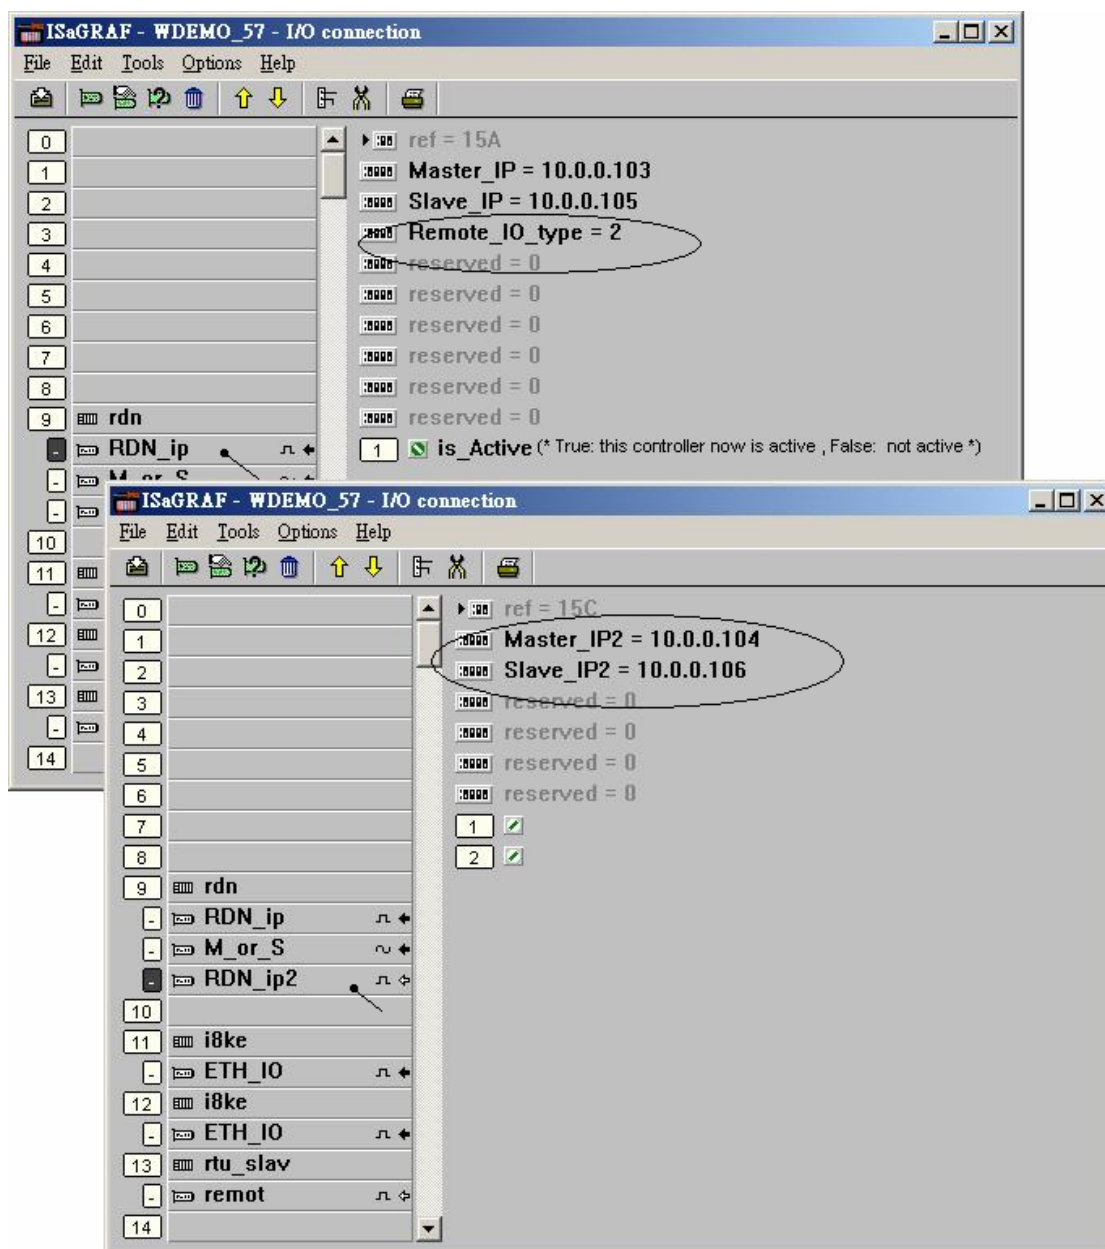 ISaGRAF - WDEMO_57 - I/O connection
File Edit Tools Options Help
0 ref = 15A
1 Master_IP = 10.0.0.103
2 Slave_IP = 10.0.0.105
3 Remote_IO_type = 2
4 reserved = 0
5 reserved = 0
6 reserved = 0
7 reserved = 0
8 reserved = 0
9 rdn reserved = 0
- RDN_ip 1 is_Active (* True: this controller now is active , False: not active *)
- M_or_S
-
10
11
-
12
-
13
-
14
ISaGRAF - WDEMO_57 - I/O connection
File Edit Tools Options Help
0 ref = 15C
1 Master_IP2 = 10.0.0.104
2 Slave_IP2 = 10.0.0.106
3 reserved = 0
4 reserved = 0
5 reserved = 0
6 reserved = 0
7 1
8 2
9 rdn
- RDN_ip
- M_or_S
- RDN_ip2
10
11 i8ke
- ETH_IO
12 i8ke
- ETH_IO
13 rtu_slav
- remot
14